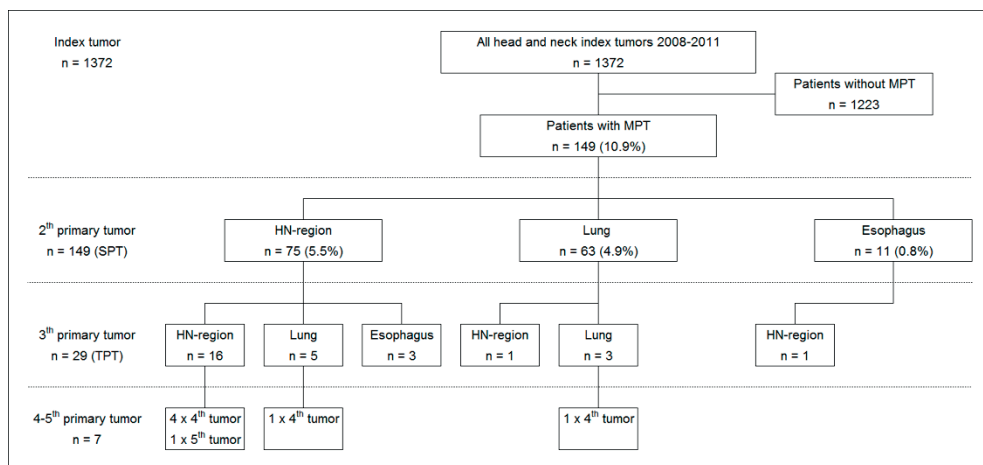 Index tumor
n = 1372
All head and neck index tumors 2008-2011
n = 1372
Patients without MPT
n = 1223
Patients with MPT
n = 149 (10.9%)
2th primary tumor
n = 149 (SPT)
HN-region
n = 75 (5.5%)
Lung
n = 63 (4.9%)
Esophagus
n = 11 (0.8%)
3th primary tumor
n = 29 (TPT)
HN-region
n = 16
Lung
n = 5
Esophagus
n = 3
HN-region
n = 1
Lung
n = 3
HN-region
n = 1
4-5th primary tumor
n = 7
4 x 4th tumor
1 x 5th tumor
1 x 4th tumor
1 x 4th tumor